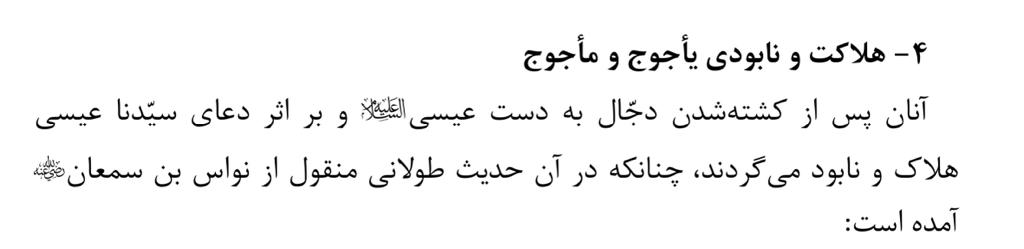 ۴- هلاکت و نابودی یأجوج و مأجوج
آنان پس از کشته‌شدن دجّال به دست عیسی علیه‌السلام و بر اثر دعای سیّدنا عیسی
هلاک و نابود می‌گردند، چنانکه در آن حدیث طولانی منقول از نواس بن سمعان رضی‌الله‌عنه
آمده است: